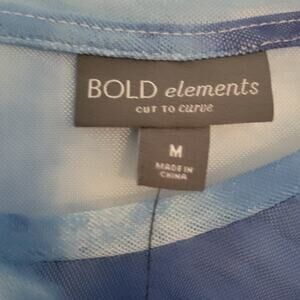 BOLD elements
CUT TO curve
M
MADE IN
CHINA